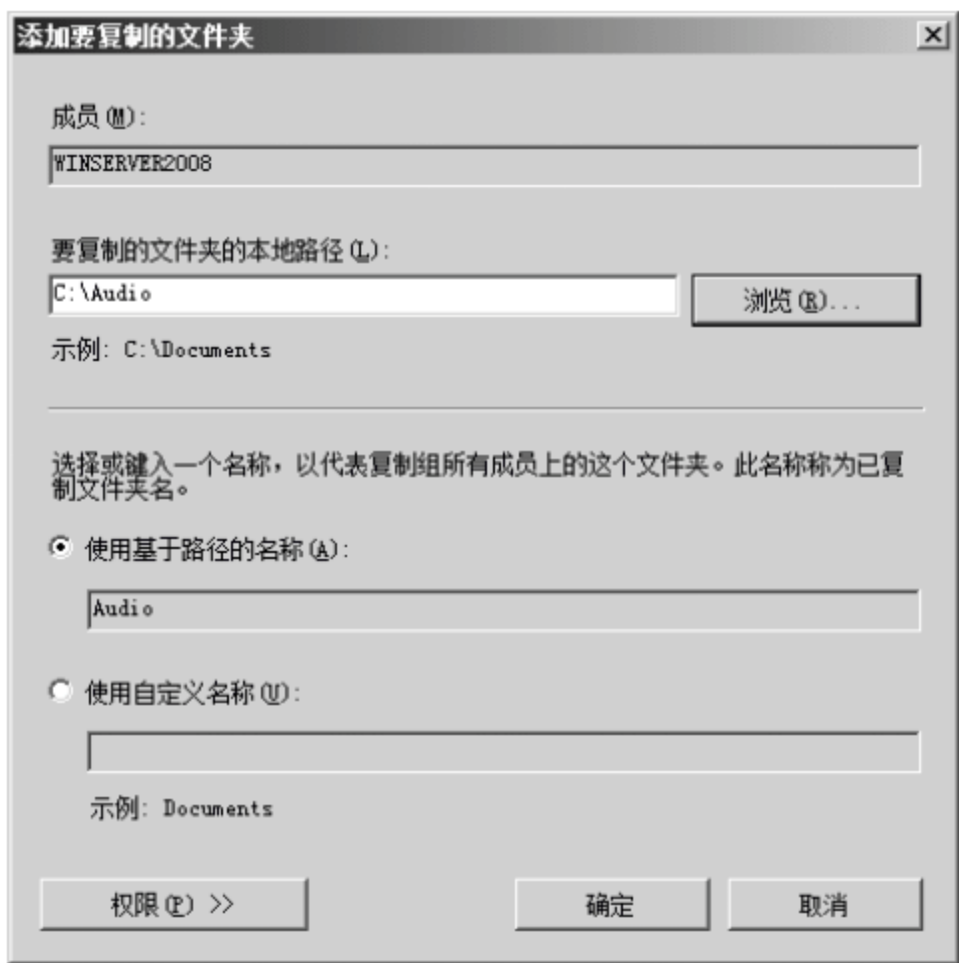 添加要复制的文件夹
成员(M):
WINSERVER2008
要复制的文件夹的本地路径(L):
C:\Audio
浏览(R)...
示例: C:\Documents
选择或键入一个名称，以代表复制组所有成员上的这个文件夹。此名称称为已复
制文件夹名。
使用基于路径的名称(A):
Audio
使用自定义名称(U):
示例: Documents
权限(P) >>
确定
取消